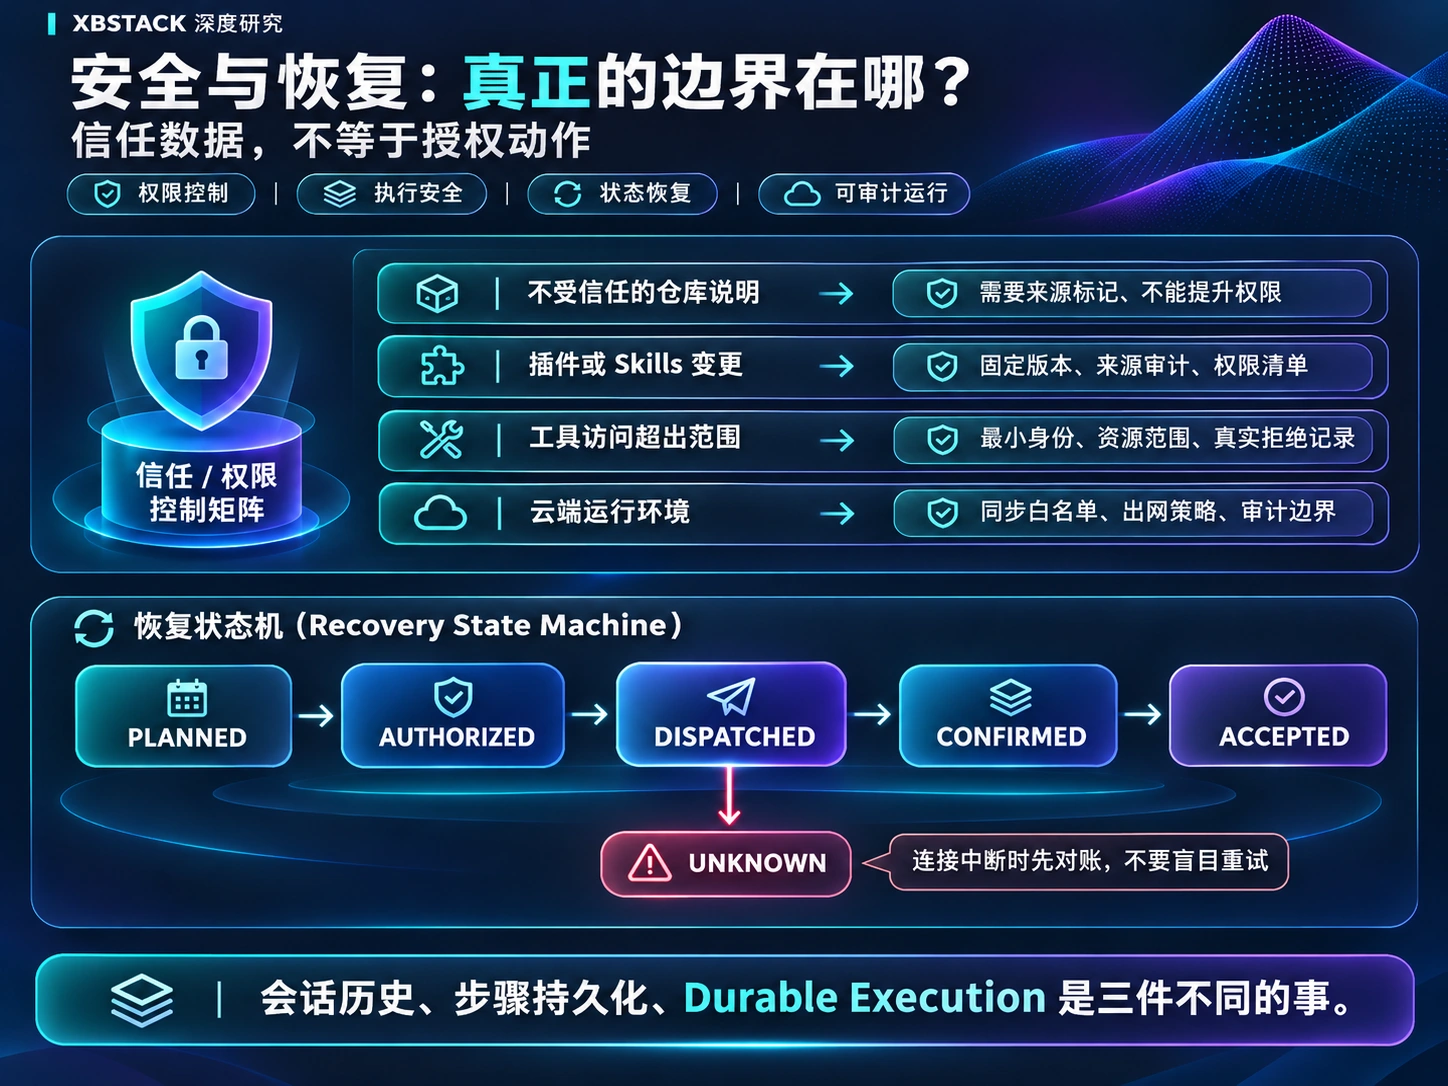 XBSTACK 深度研究
安全与恢复：真正的边界在哪？
信任数据，不等于授权动作
权限控制 | 执行安全 | 状态恢复 | 可审计运行
信任 / 权限
控制矩阵
不受信任的仓库说明 → 需要来源标记、不能提升权限
插件或 Skills 变更 → 固定版本、来源审计、权限清单
工具访问超出范围 → 最小身份、资源范围、真实拒绝记录
云端运行环境 → 同步白名单、出网策略、审计边界
恢复状态机（Recovery State Machine）
PLANNED → AUTHORIZED → DISPATCHED → CONFIRMED → ACCEPTED
UNKNOWN
连接中断时先对账，不要盲目重试
会话历史、步骤持久化、Durable Execution 是三件不同的事。